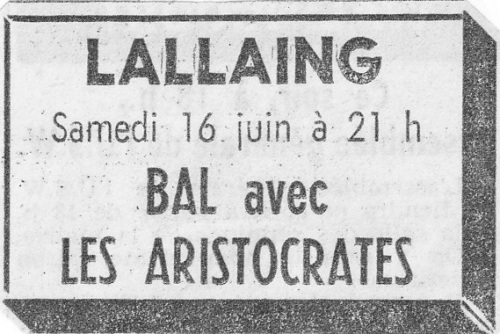 LALLAING
Samedi 16 juin à 21 h
BAL avec
LES ARISTOCRATES